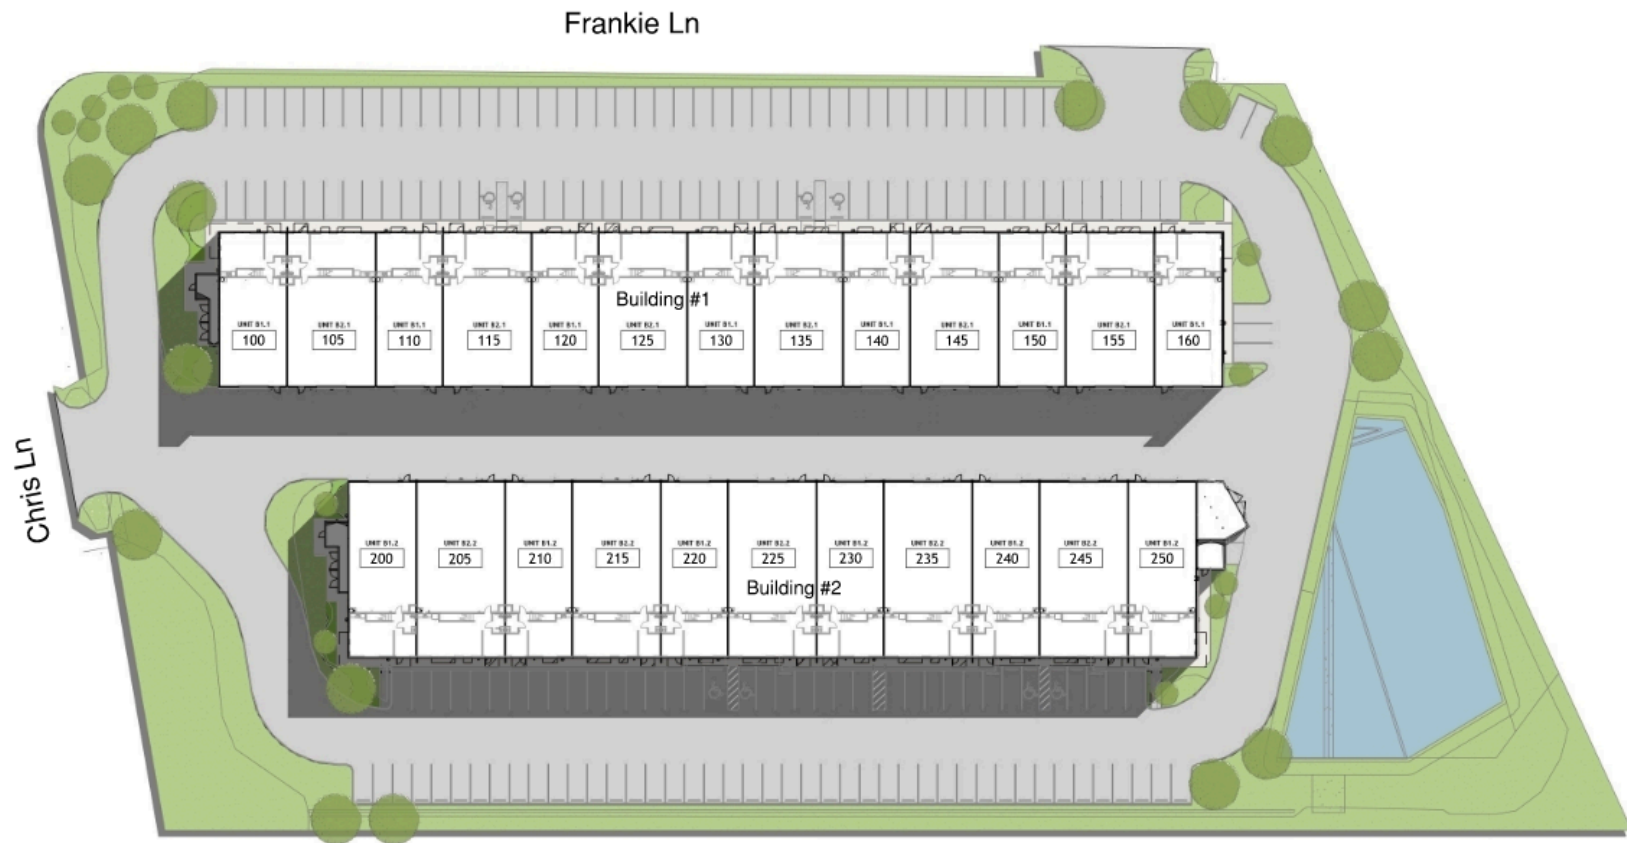 Frankie Ln
Building #1
UNIT B1.1 UNIT B2.1 UNIT B1.1 UNIT B2.1 UNIT B1.1 UNIT B2.1 UNIT B1.1 UNIT B2.1 UNIT B1.1 UNIT B2.1 UNIT B1.1 UNIT B2.1 UNIT B1.1
100 105 110 115 120 125 130 135 140 145 150 155 160
Chris Ln
UNIT B1.2 UNIT B2.2 UNIT B1.2 UNIT B2.2 UNIT B1.2 UNIT B2.2 UNIT B1.2 UNIT B2.2 UNIT B1.2 UNIT B2.2 UNIT B1.2
200 205 210 215 220 225 230 235 240 245 250
Building #2